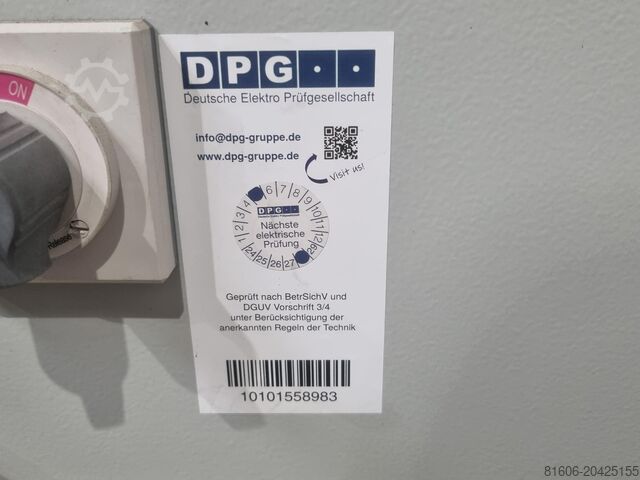 ON
Release
DPG
Deutsche Elektro Prüfgesellschaft
info@dpg-gruppe.de
www.dpg-gruppe.de
Visit us!
1 2 3 4 6 7 8 9 10 11 12
DPG
Nächste
elektrische
Prüfung
24 25 26 27 29
Geprüft nach BetrSichV und
DGUV Vorschrift 3/4
unter Berücksichtigung der
anerkannten Regeln der Technik
10101558983
81606-20425155